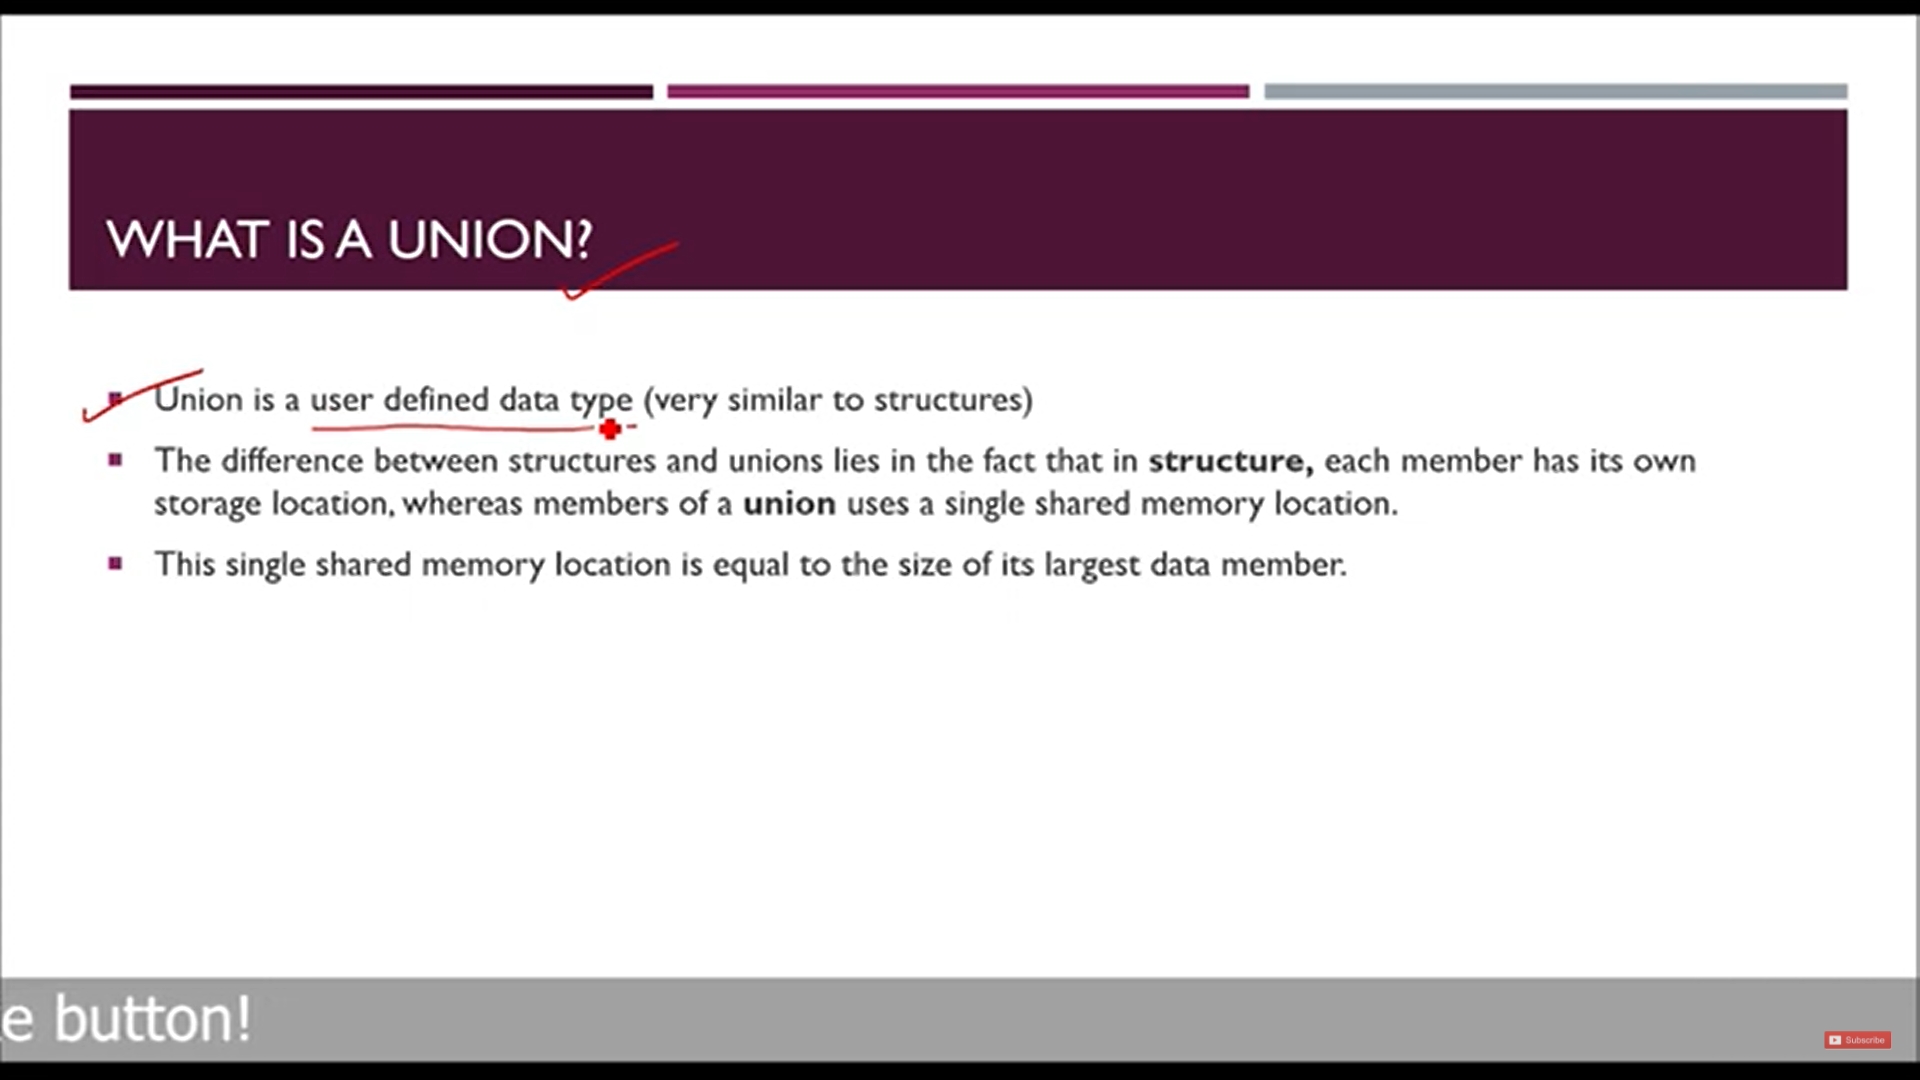 WHAT IS A UNION?
Union is a user defined data type (very similar to structures)
The difference between structures and unions lies in the fact that in structure, each member has its own
storage location, whereas members of a union uses a single shared memory location.
This single shared memory location is equal to the size of its largest data member.
e button!
Subscribe